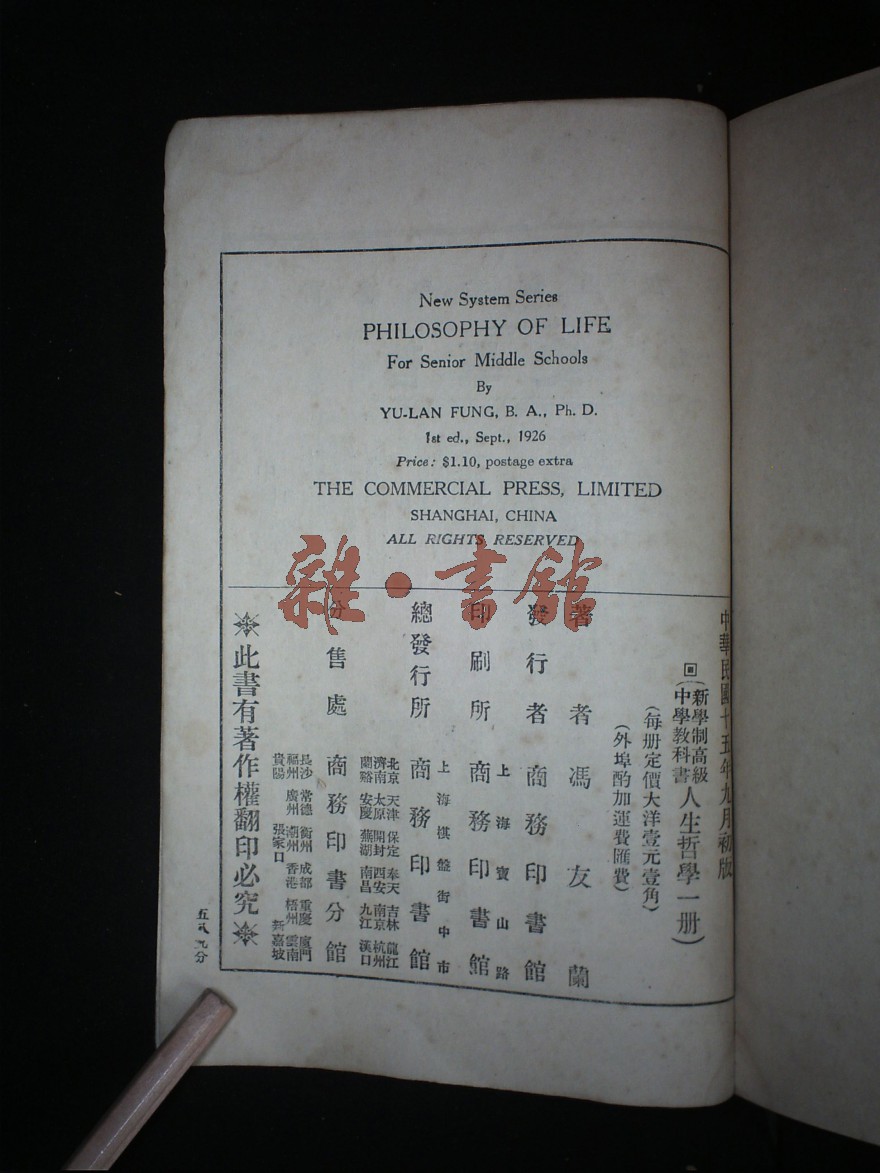 New System Series
PHILOSOPHY OF LIFE
For Senior Middle Schools
By
YU-LAN FUNG, B. A., Ph. D.
1st ed., Sept., 1926
Price: $1.10, postage extra
THE COMMERCIAL PRESS, LIMITED
SHANGHAI, CHINA
ALL RIGHTS RESERVED
雜·書館
中華民國十五年九月初版
新學制高級
中學教科書
人生哲學一册
(每册定價大洋壹元壹角)
(外埠酌加運費匯費)
著者 馮友蘭
發行者 商務印書館
上海寶山路
印刷所 商務印書館
上海棋盤街中市
總發行所 商務印書館
北京 天津 保定 奉天 吉林 龍江
濟南 太原 開封 西安 南京 杭州
蘭谿 安慶 蕪湖 南昌 九江 漢口
分售處 商務印書分館
長沙 常德 衡州 成都 重慶 廈門
福州 廣州 潮州 香港 梧州 雲南
貴陽 張家口 新嘉坡
此書有著作權翻印必究